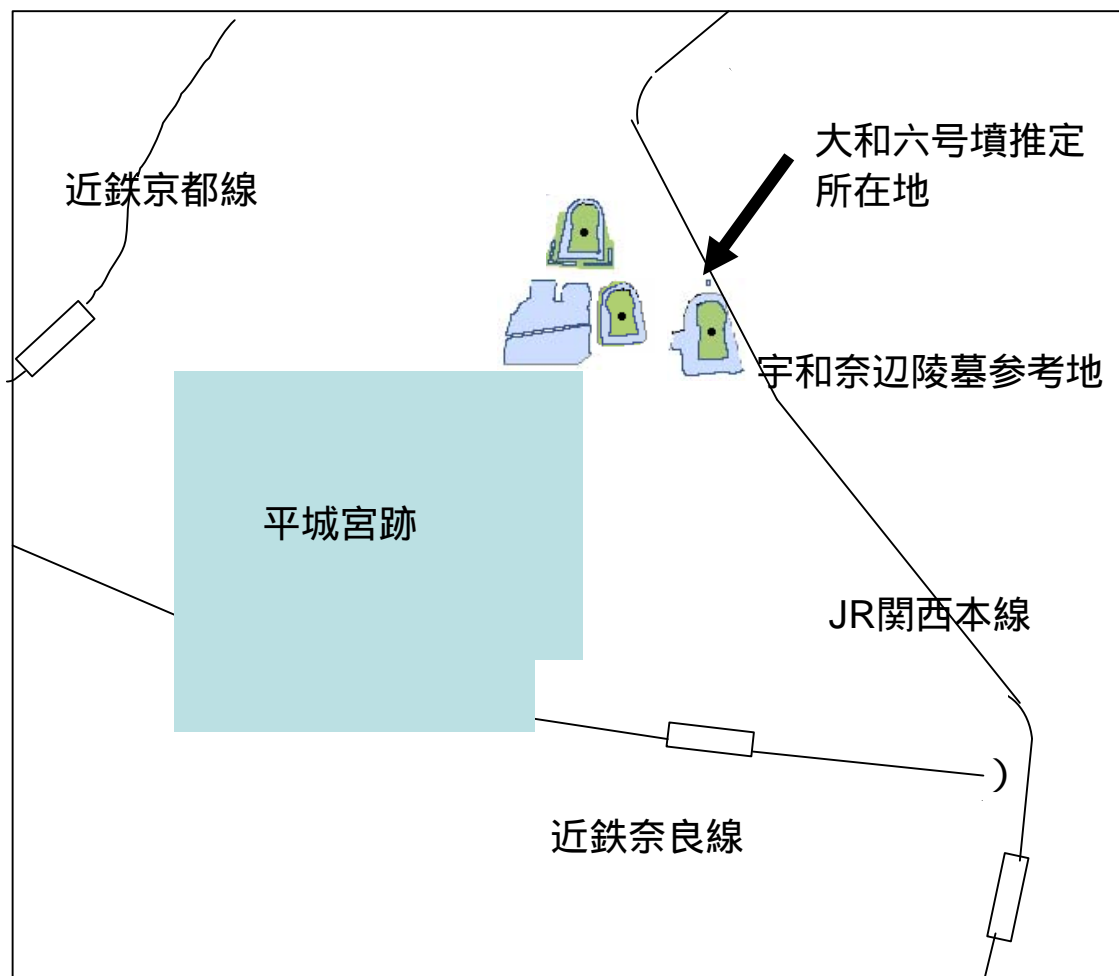 大和六号墳推定
所在地
近鉄京都線
宇和奈辺陵墓参考地
平城宮跡
JR関西本線
近鉄奈良線